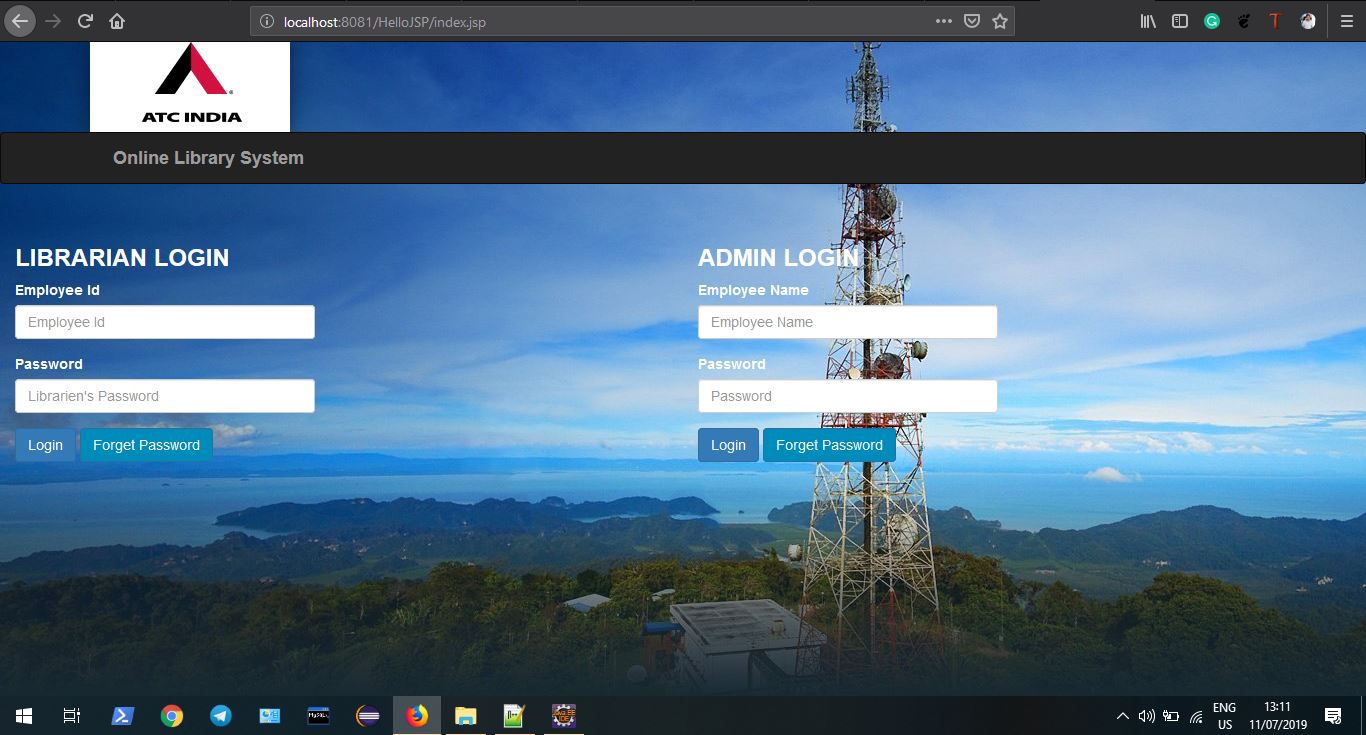 localhost:8081/HelloJSP/index.jsp
ATC INDIA
Online Library System
LIBRARIAN LOGIN
Employee Id
Employee Id
Password
Librarien's Password
Login Forget Password
ADMIN LOGIN
Employee Name
Employee Name
Password
Password
Login Forget Password
MySQL
ENG
US
13:11
11/07/2019